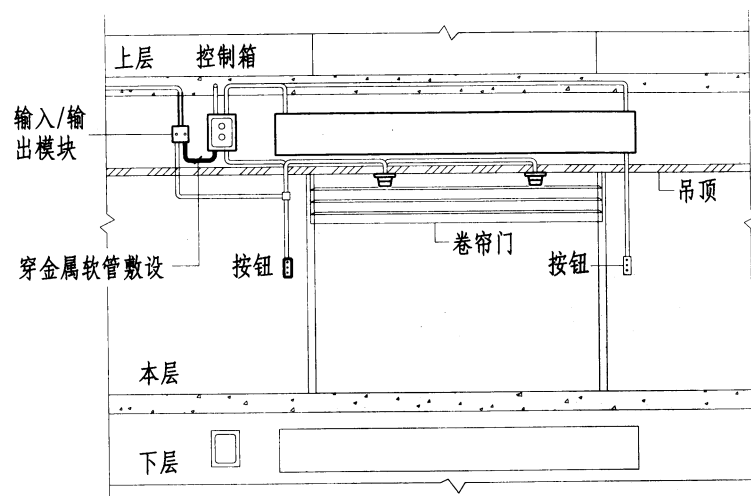 上层
控制箱
输入/输
出模块
吊顶
卷帘门
穿金属软管敷设
按钮
按钮
本层
下层